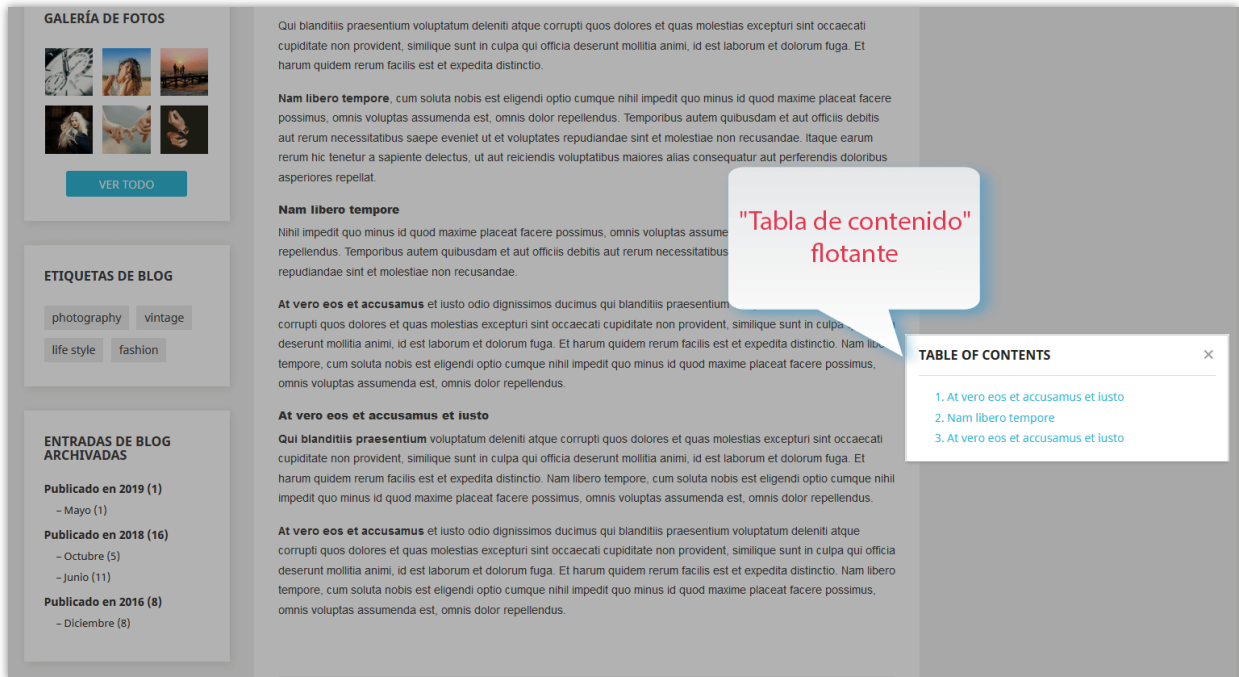 GALERÍA DE FOTOS
VER TODO
ETIQUETAS DE BLOG
photography vintage
life style fashion
ENTRADAS DE BLOG
ARCHIVADAS
Publicado en 2019 (1)
– Mayo (1)
Publicado en 2018 (16)
– Octubre (5)
– Junio (11)
Publicado en 2016 (8)
– Diciembre (8)
Qui blanditiis praesentium voluptatum deleniti atque corrupti quos dolores et quas molestias excepturi sint occaecati
cupiditate non provident, similique sunt in culpa qui officia deserunt mollitia animi, id est laborum et dolorum fuga. Et
harum quidem rerum facilis est et expedita distinctio.
Nam libero tempore, cum soluta nobis est eligendi optio cumque nihil impedit quo minus id quod maxime placeat facere
possimus, omnis voluptas assumenda est, omnis dolor repellendus. Temporibus autem quibusdam et aut officiis debitis
aut rerum necessitatibus saepe eveniet ut et voluptates repudiandae sint et molestiae non recusandae. Itaque earum
rerum hic tenetur a sapiente delectus, ut aut reiciendis voluptatibus maiores alias consequatur aut perferendis doloribus
asperiores repellat.
Nam libero tempore
Nihil impedit quo minus id quod maxime placeat facere possimus, omnis voluptas assume
repellendus. Temporibus autem quibusdam et aut officiis debitis aut rerum necessitatibus
repudiandae sint et molestiae non recusandae.
At vero eos et accusamus et iusto odio dignissimos ducimus qui blanditiis praesentium
corrupti quos dolores et quas molestias excepturi sint occaecati cupiditate non provident, similique sunt in culpa
deserunt mollitia animi, id est laborum et dolorum fuga. Et harum quidem rerum facilis est et expedita distinctio. Nam
tempore, cum soluta nobis est eligendi optio cumque nihil impedit quo minus id quod maxime placeat facere possimus,
omnis voluptas assumenda est, omnis dolor repellendus.
At vero eos et accusamus et iusto
Qui blanditiis praesentium voluptatum deleniti atque corrupti quos dolores et quas molestias excepturi sint occaecati
cupiditate non provident, similique sunt in culpa qui officia deserunt mollitia animi, id est laborum et dolorum fuga. Et
harum quidem rerum facilis est et expedita distinctio. Nam libero tempore, cum soluta nobis est eligendi optio cumque nihil
impedit quo minus id quod maxime placeat facere possimus, omnis voluptas assumenda est, omnis dolor repellendus.
At vero eos et accusamus et iusto odio dignissimos ducimus qui blanditiis praesentium voluptatum deleniti atque
corrupti quos dolores et quas molestias excepturi sint occaecati cupiditate non provident, similique sunt in culpa qui officia
deserunt mollitia animi, id est laborum et dolorum fuga. Et harum quidem rerum facilis est et expedita distinctio. Nam libero
tempore, cum soluta nobis est eligendi optio cumque nihil impedit quo minus id quod maxime placeat facere possimus,
omnis voluptas assumenda est, omnis dolor repellendus.
"Tabla de contenido"
flotante
TABLE OF CONTENTS ×
1. At vero eos et accusamus et iusto
2. Nam libero tempore
3. At vero eos et accusamus et iusto